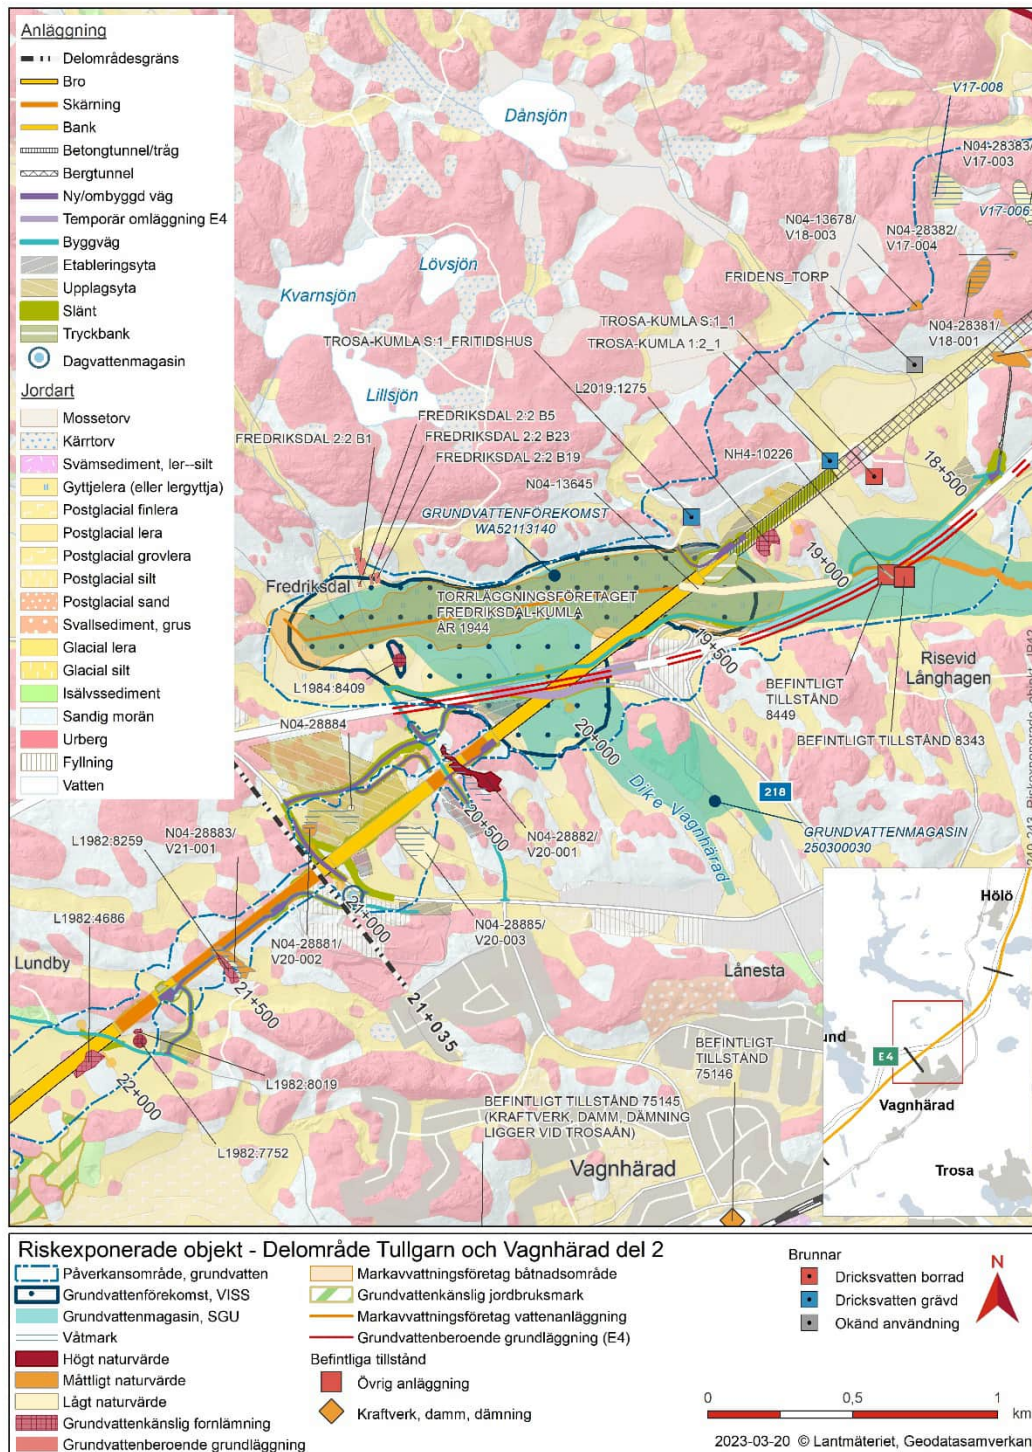 Anläggning
Delområdesgräns
Bro
Skärning
Bank
Betongtunnel/tråg
Bergtunnel
Ny/ombyggd väg
Temporär omläggning E4
Byggväg
Etableringsyta
Upplagsyta
Slänt
Tryckbank
Dagvattenmagasin
Jordart
Mossetorv
Kärrtorv
Svämsediment, ler--silt
Gyttjelera (eller lergyttja)
Postglacial finlera
Postglacial lera
Postglacial grovlera
Postglacial silt
Postglacial sand
Svallsediment, grus
Glacial lera
Glacial silt
Isälvssediment
Sandig morän
Urberg
Fyllning
Vatten
Dånsjön
V17-008
N04-28383/
V17-003
V17-006
N04-13678/
V18-003
N04-28382/
V17-004
FRIDENS_TORP
Lövsjön
Kvarnsjön
TROSA-KUMLA S:1_1
TROSA-KUMLA S:1_FRITIDSHUS
TROSA-KUMLA 1:2_1
N04-28381/
V18-001
L2019:1275
Lillsjön
FREDRIKSDAL 2:2 B5
FREDRIKSDAL 2:2 B1
FREDRIKSDAL 2:2 B23
FREDRIKSDAL 2:2 B19
NH4-10226
18+500
N04-13645
GRUNDVATTENFÖREKOMST
WA52113140
19+000
Fredriksdal
TORRLÄGGNINGSFÖRETAGET
FREDRIKSDAL-KUMLA
ÅR 1944
19+500
Risevid
Långhagen
L1984:8409
BEFINTLIGT
TILLSTÅND
8449
N04-28884
20+000
BEFINTLIGT TILLSTÅND 8343
Dike Vagnhärad
218
20+500
N04-28883/
V21-001
L1982:8259
N04-28882/
V20-001
GRUNDVATTENMAGASIN
250300030
L1982:4686
21+000
N04-28885/
V20-003
N04-28881/
V20-002
Lundby
21+500
21+035
Lånesta
BEFINTLIGT
TILLSTÅND
75146
22+000
L1982:8019
BEFINTLIGT TILLSTÅND 75145
(KRAFTVERK, DAMM, DÄMNING
LIGGER VID TROSAÅN)
L1982:7752
Vagnhärad
Hölö
und
E4
Vagnhärad
Trosa
Riskexponerade objekt - Delområde Tullgarn och Vagnhärad del 2
Påverkansområde, grundvatten
Grundvattenförekomst, VISS
Grundvattenmagasin, SGU
Våtmark
Högt naturvärde
Måttligt naturvärde
Lågt naturvärde
Grundvattenkänslig fornlämning
Grundvattenberoende grundläggning
Markavvattningsföretag båtnadsområde
Grundvattenkänslig jordbruksmark
Markavvattningsföretag vattenanläggning
Grundvattenberoende grundläggning (E4)
Befintliga tillstånd
Övrig anläggning
Kraftverk, damm, dämning
Brunnar
Dricksvatten borrad
Dricksvatten grävd
Okänd användning
N
0 0,5 1
km
2023-03-20 © Lantmäteriet, Geodatasamverkan